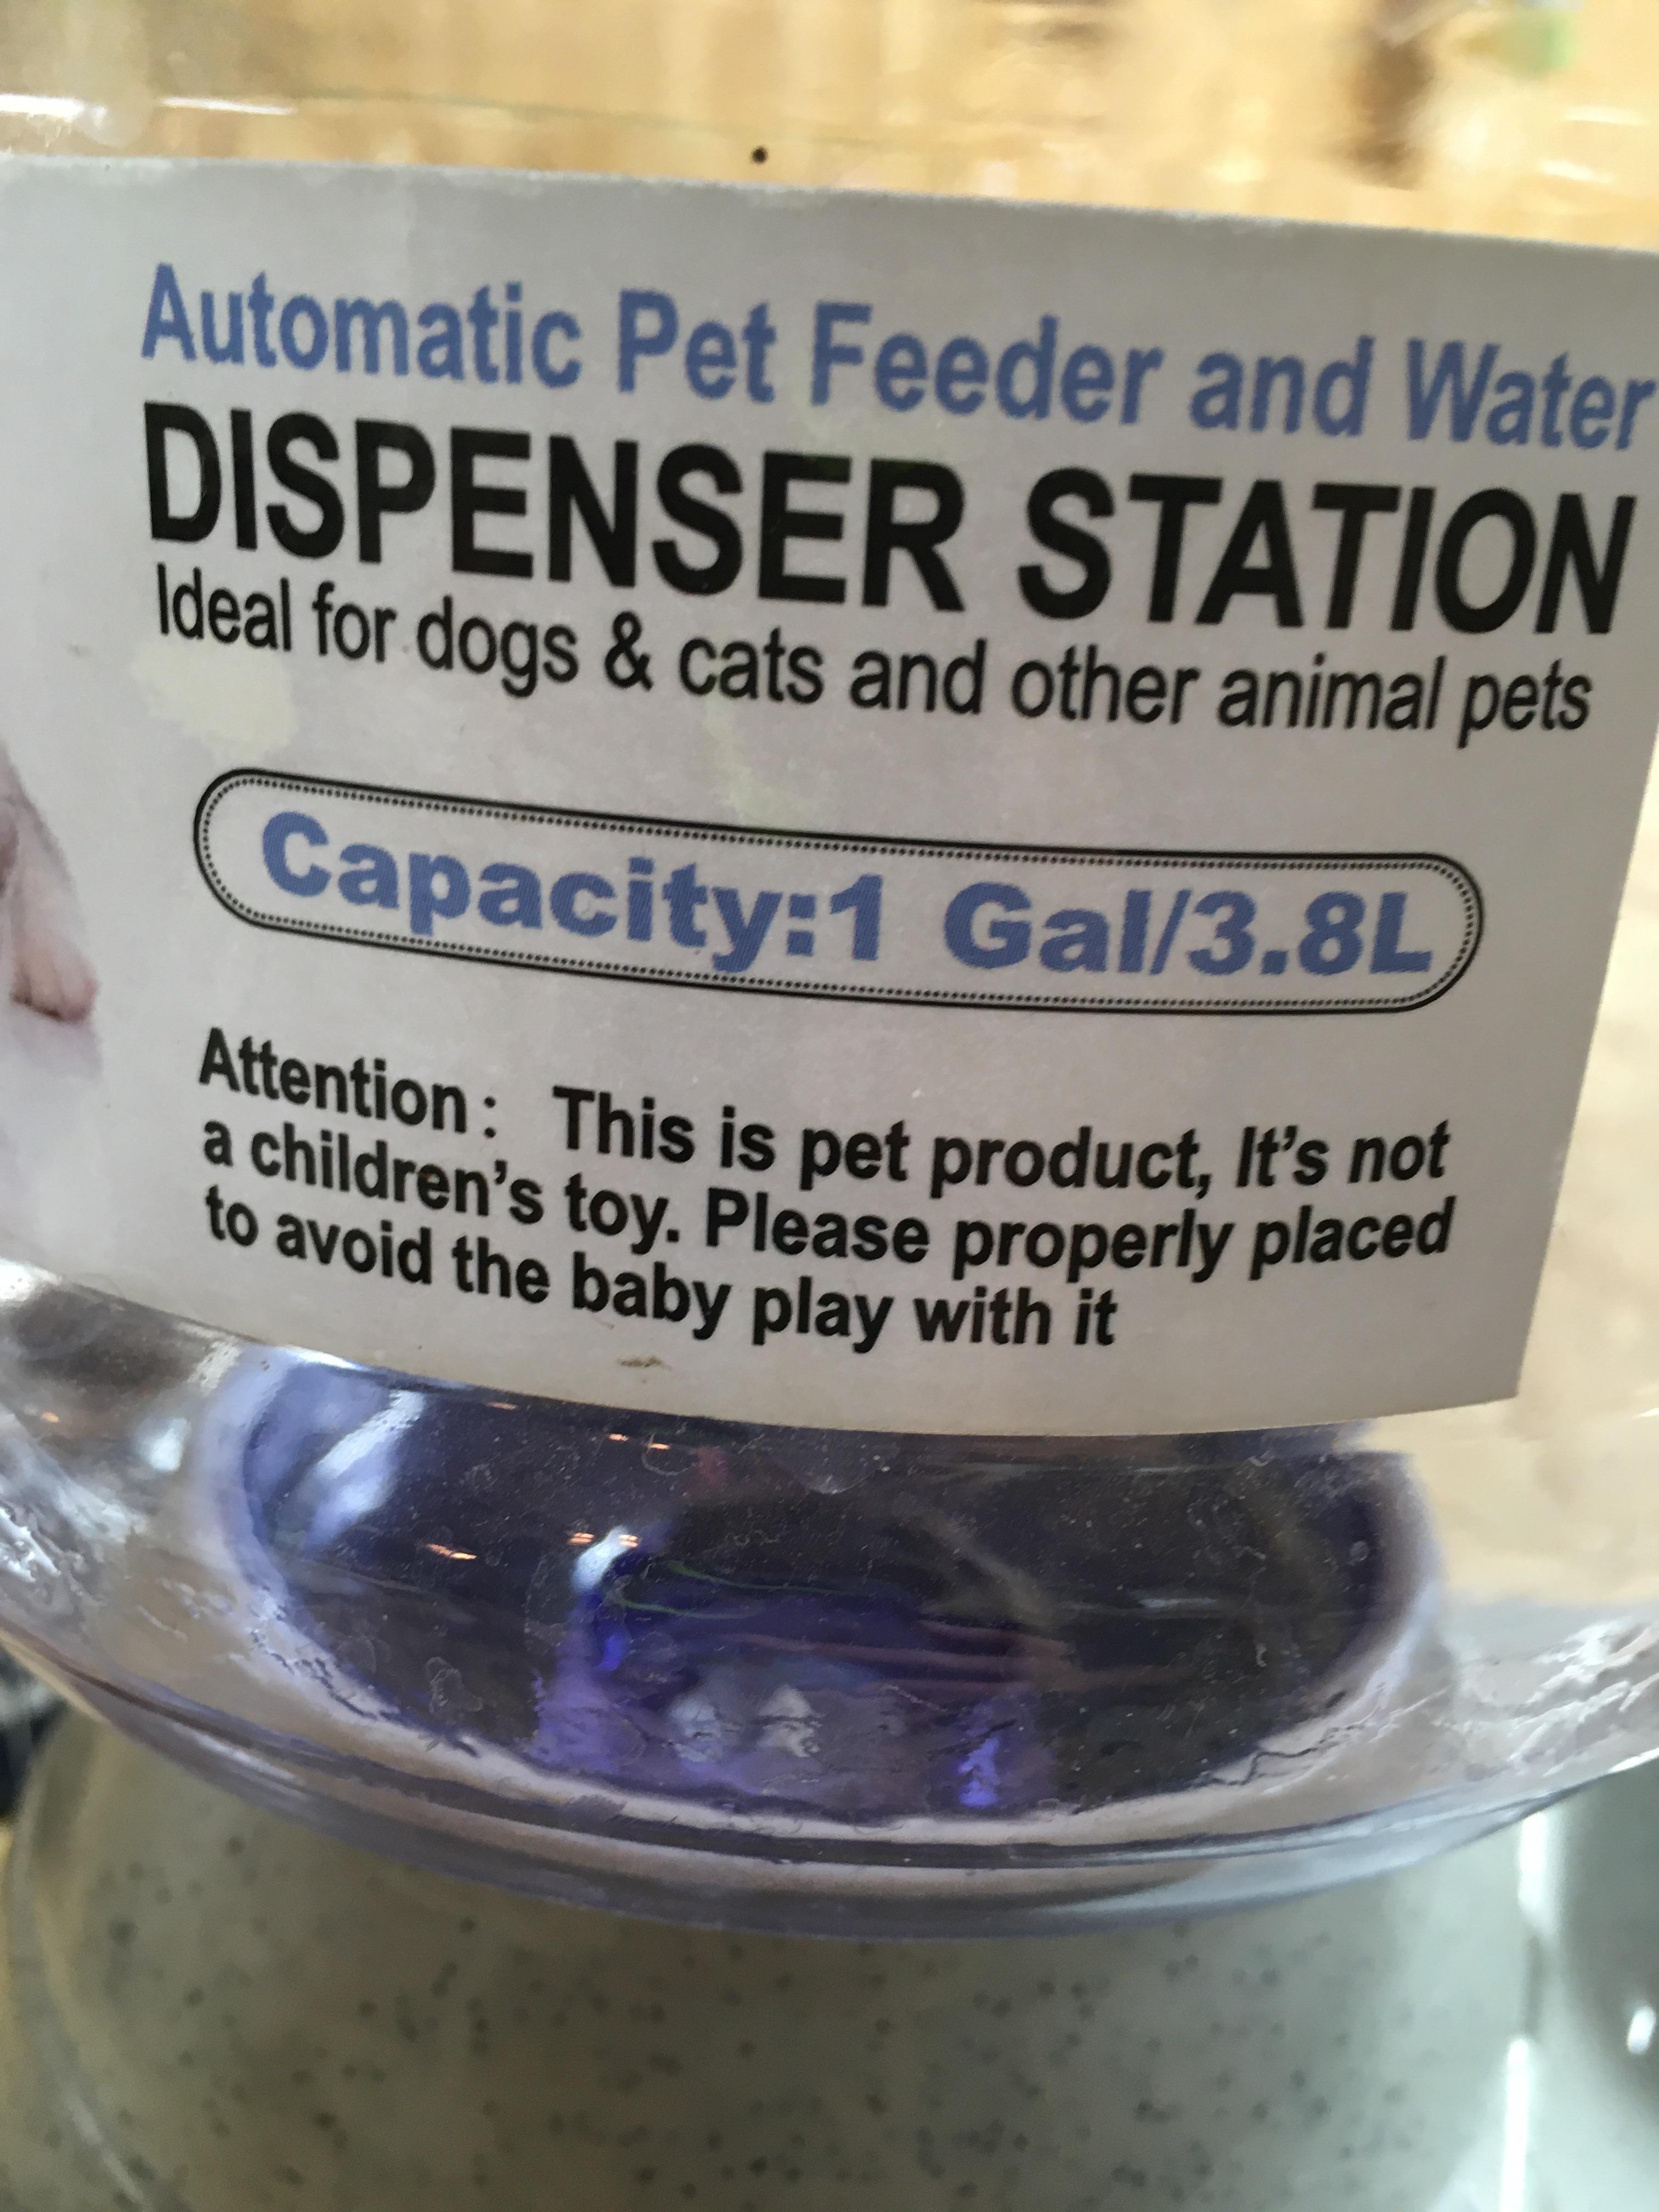 Automatic Pet Feeder and Water
DISPENSER STATION
Ideal for dogs & cats and other animal pets
Capacity:1 Gal/3.8L
Attention: This is pet product, It's not
a children's toy. Please properly placed
to avoid the baby play with it